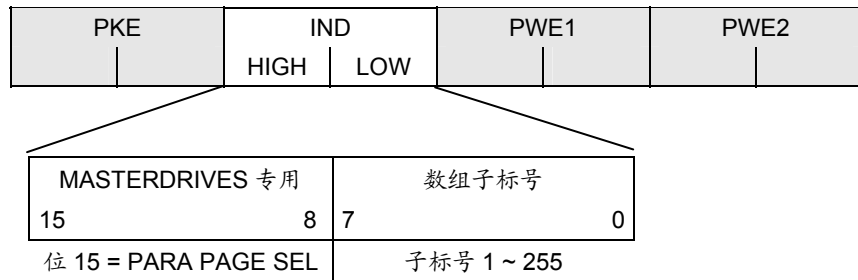 PKE IND PWE1 PWE2
HIGH LOW
MASTERDRIVES 专用 数组子标号
15 8 7 0
位 15 = PARA PAGE SEL 子标号 1 ~ 255